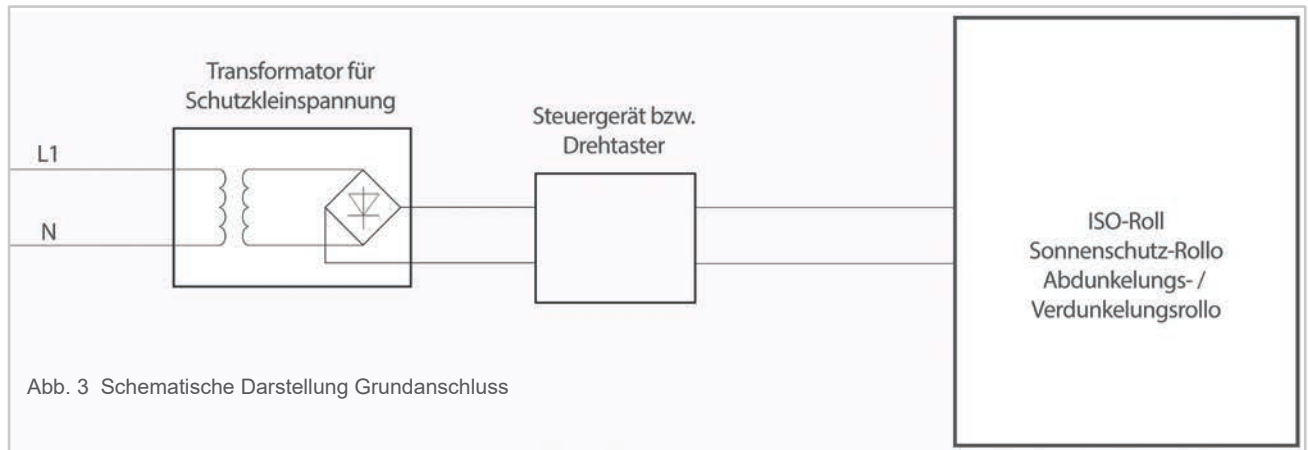 Transformator für
Schutzkleinspannung
Steuergerät bzw.
Drehtaster
L1
N
ISO-Roll
Sonnenschutz-Rollo
Abdunkelungs- /
Verdunkelungsrollo
Abb. 3  Schematische Darstellung Grundanschluss